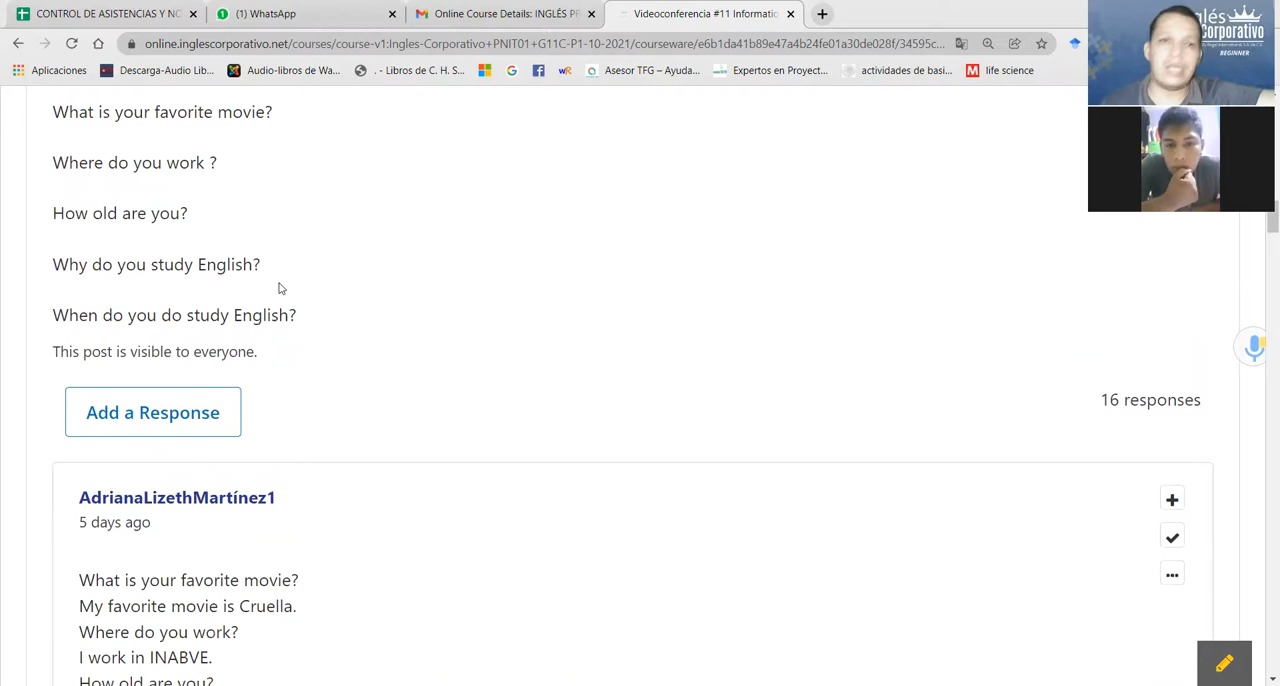 CONTROL DE ASISTENCIAS Y NO
(1) WhatsApp
Online Course Details: INGLÉS PR
Videoconferencia #11 Informatio
online.inglescorporativo.net/courses/course-v1:Ingles-Corporativo+PNIT01+G11C-P1-10-2021/courseware/e6b1da41b89e47a4b24fe01a30de028f/34595c...
Aplicaciones
Descarga-Audio Lib...
Audio-libros de Wa...
. - Libros de C. H. S...
Asesor TFG – Ayuda...
Expertos en Proyect...
actividades de basi...
life science
glés
Corporativo
BEGINNER
What is your favorite movie?
Where do you work ?
How old are you?
Why do you study English?
When do you do study English?
This post is visible to everyone.
Add a Response
16 responses
AdrianaLizethMartínez1
5 days ago
What is your favorite movie?
My favorite movie is Cruella.
Where do you work?
I work in INABVE.
How old are you?